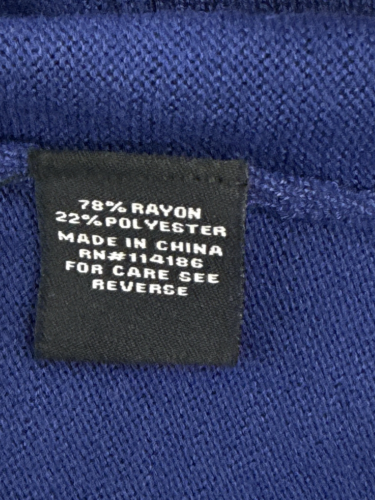 78% RAYON
22% POLYESTER
MADE IN CHINA
RN#114186
FOR CARE SEE
REVERSE